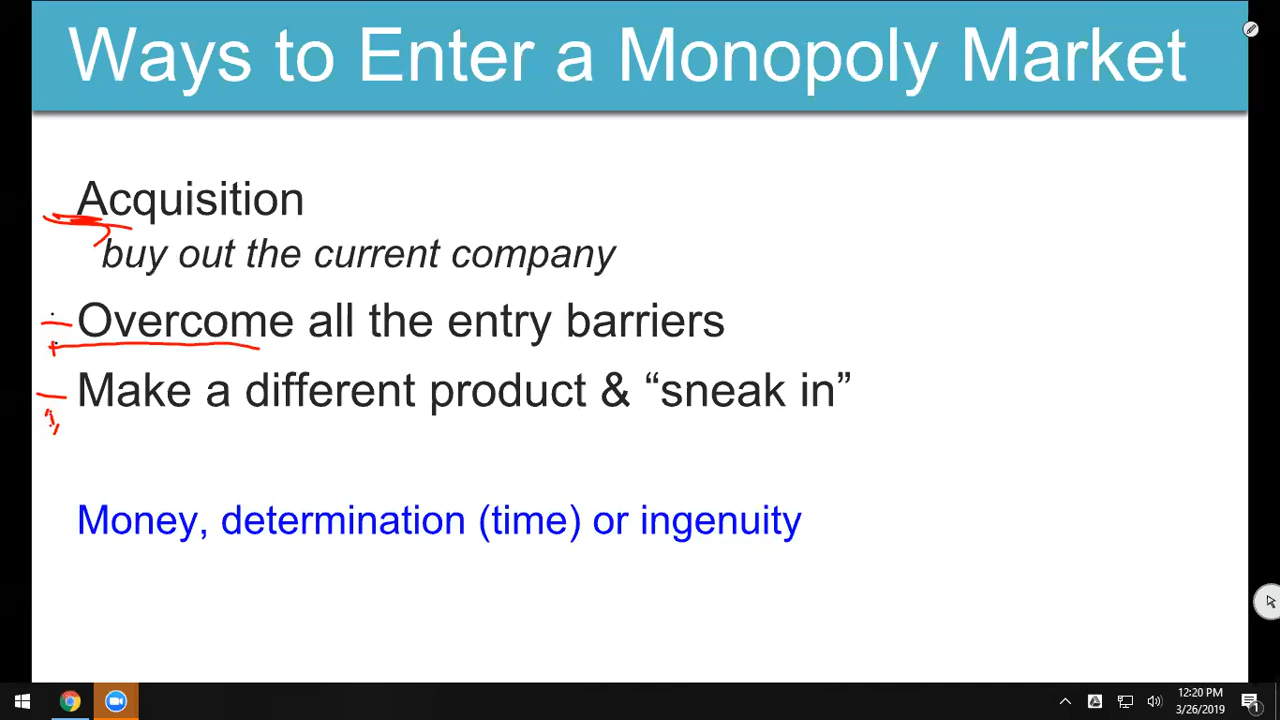 Ways to Enter a Monopoly Market
Acquisition
buy out the current company
Overcome all the entry barriers
Make a different product & “sneak in”
Money, determination (time) or ingenuity
12:20 PM
3/26/2019
1